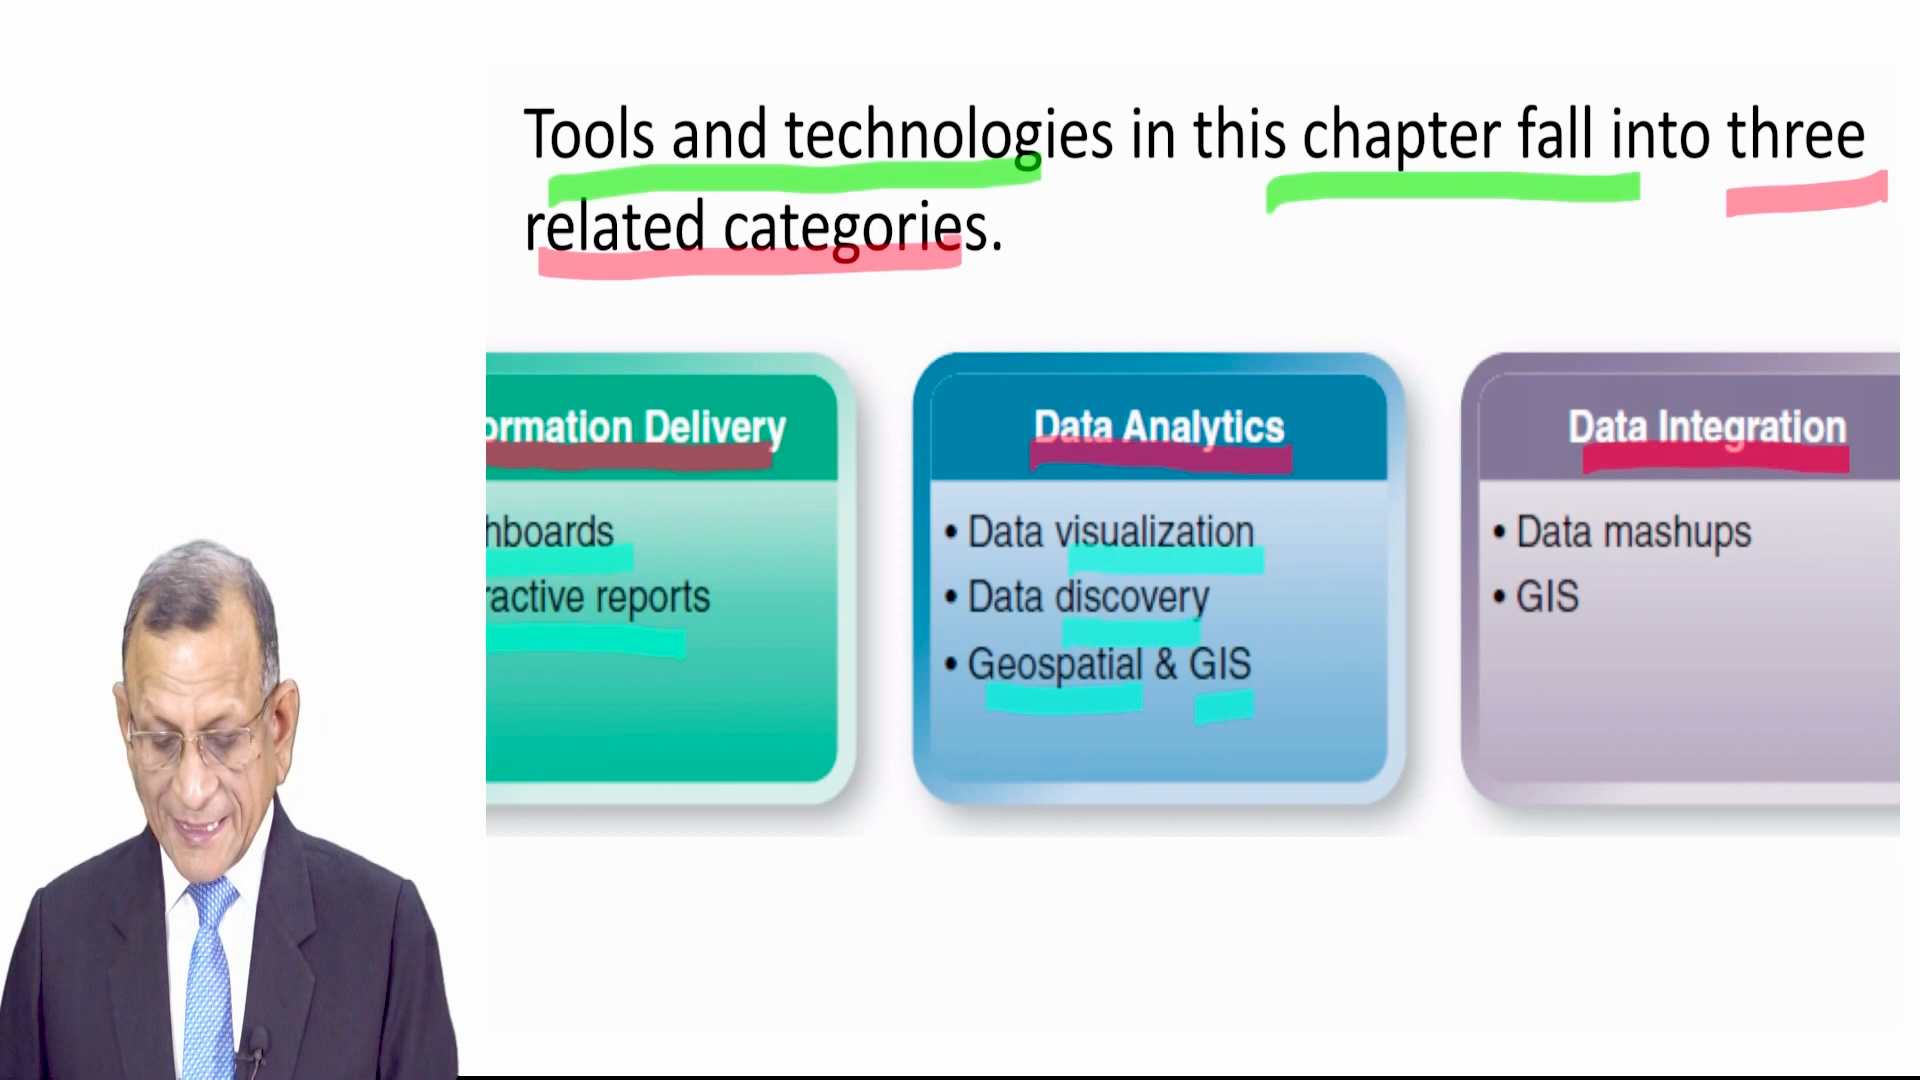 Tools and technologies in this chapter fall into three
related categories.
ormation Delivery
hboards
ractive reports
Data Analytics
• Data visualization
• Data discovery
• Geospatial & GIS
Data Integration
• Data mashups
• GIS